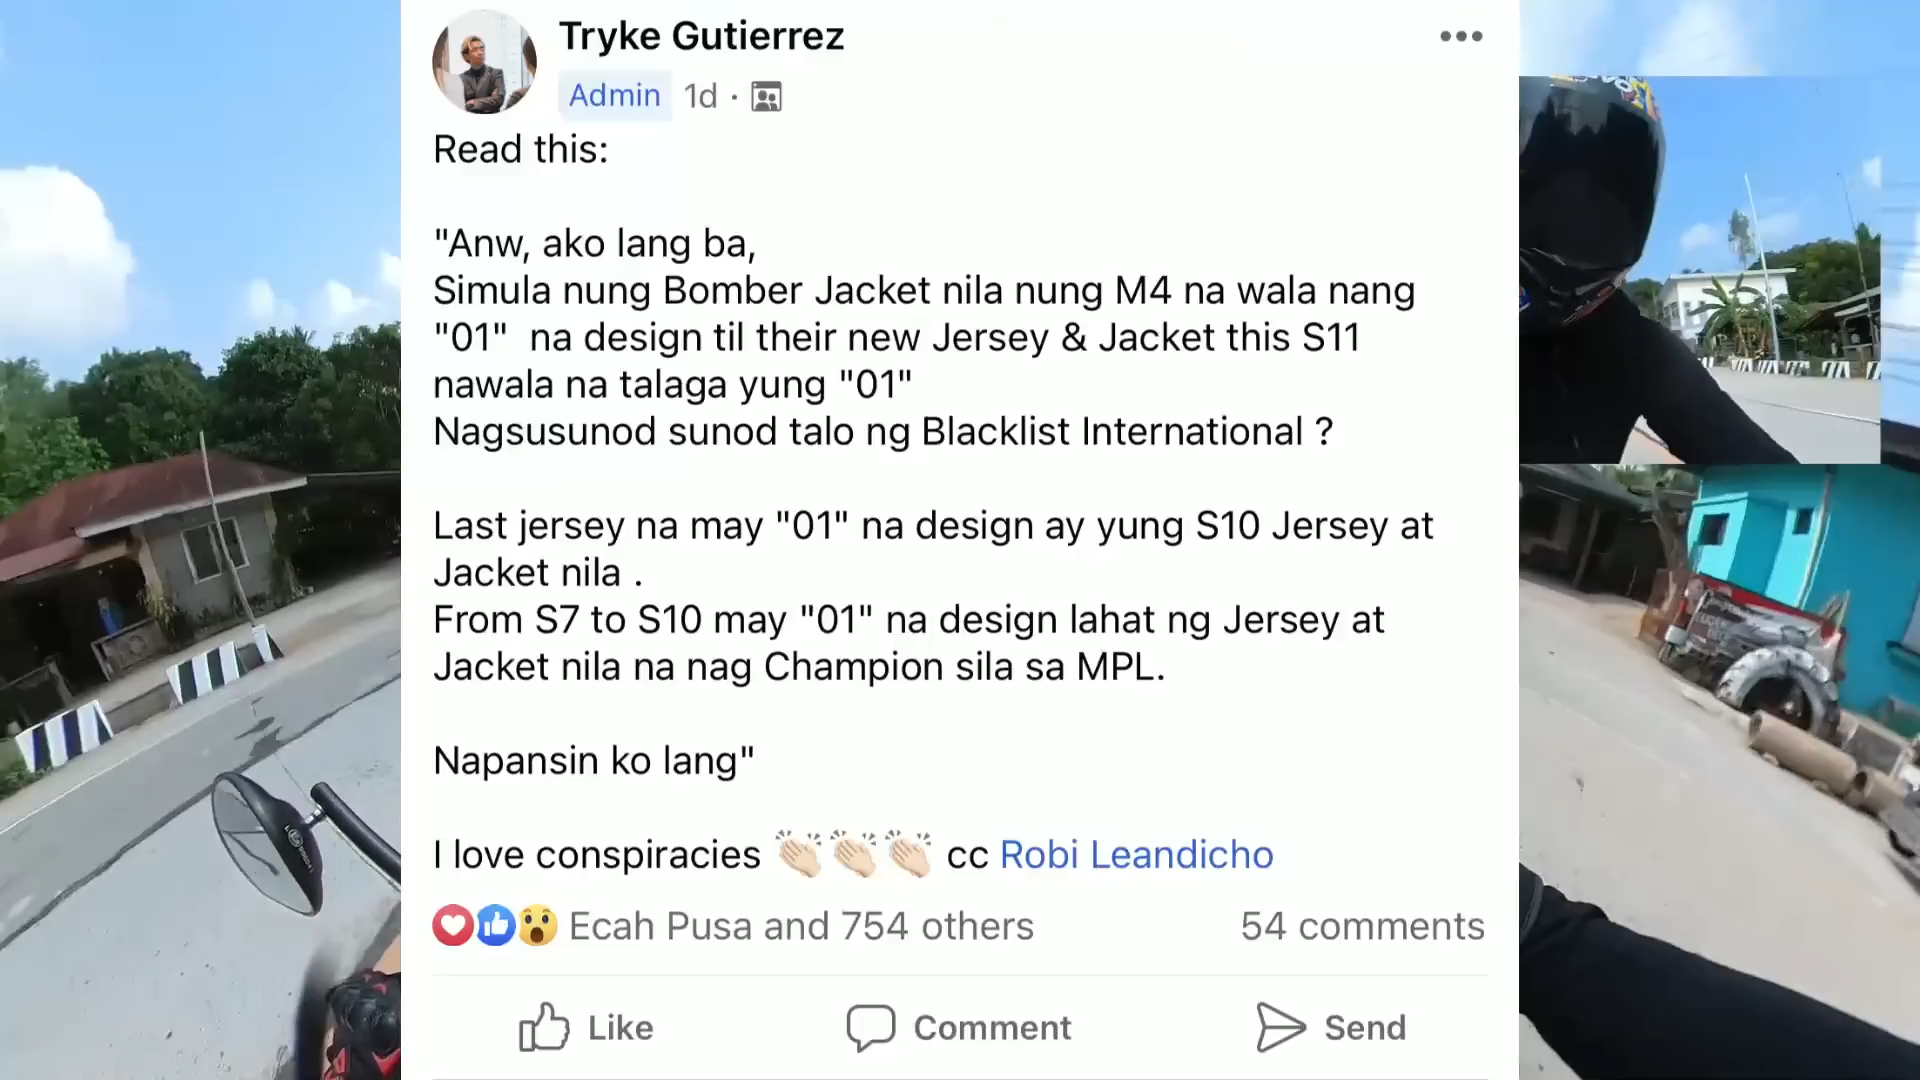 Tryke Gutierrez
Admin 1d ·
Read this:
"Anw, ako lang ba,
Simula nung Bomber Jacket nila nung M4 na wala nang
"01" na design til their new Jersey & Jacket this S11
nawala na talaga yung "01"
Nagsusunod sunod talo ng Blacklist International ?
Last jersey na may "01" na design ay yung S10 Jersey at
Jacket nila .
From S7 to S10 may "01" na design lahat ng Jersey at
Jacket nila na nag Champion sila sa MPL.
Napansin ko lang"
I love conspiracies 👏🏻👏🏻👏🏻 cc Robi Leandicho
Ecah Pusa and 754 others
54 comments
Like
Comment
Send